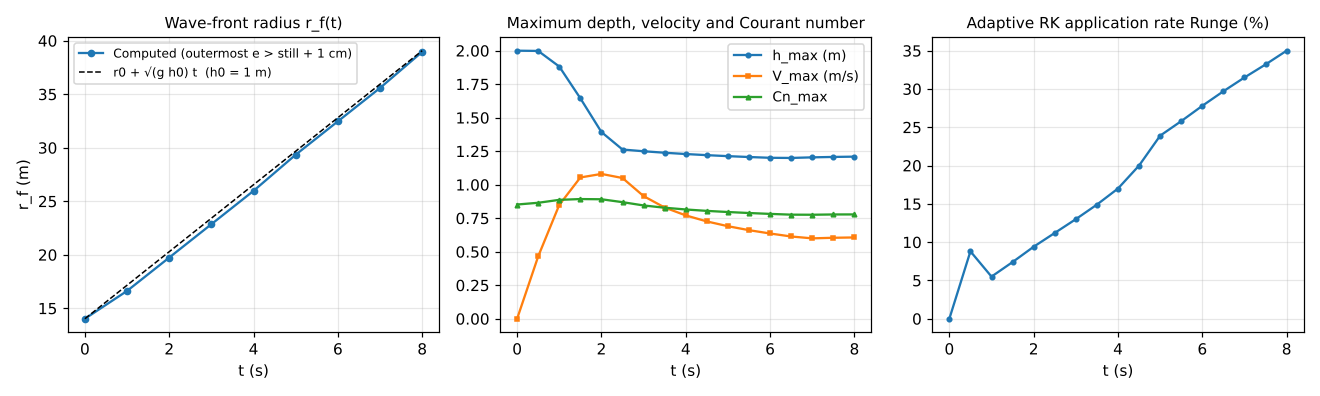 Wave-front radius r_f(t)
Computed (outermost e > still + 1 cm)
r0 + √(g h0) t (h0 = 1 m)
r_f (m)
40
35
30
25
20
15
0 2 4 6 8
t (s)
Maximum depth, velocity and Courant number
h_max (m)
V_max (m/s)
Cn_max
2.00
1.75
1.50
1.25
1.00
0.75
0.50
0.25
0.00
0 2 4 6 8
t (s)
Adaptive RK application rate Runge (%)
35
30
25
20
15
10
5
0
0 2 4 6 8
t (s)